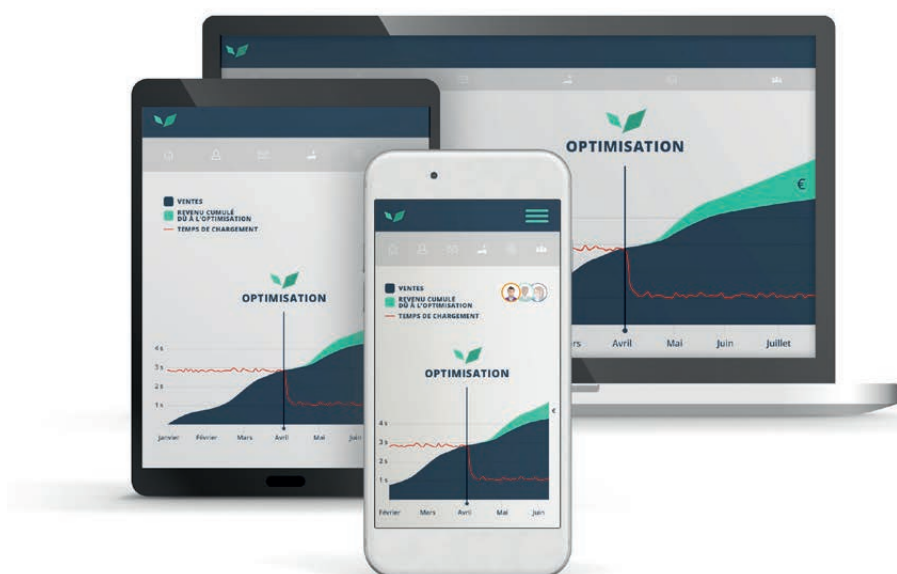 OPTIMISATION
€
Avril
Mai
Juin
Juillet
VENTES
REVENU CUMULÉ
DÛ À L'OPTIMISATION
TEMPS DE CHARGEMENT
OPTIMISATION
4 s
3 s
2 s
1 s
Janvier
Février
Mars
Avril
Mai
VENTES
REVENU CUMULÉ
DÛ À L'OPTIMISATION
TEMPS DE CHARGEMENT
OPTIMISATION
€
4 s
3 s
2 s
1 s
Février
Mars
Avril
Mai
Juin